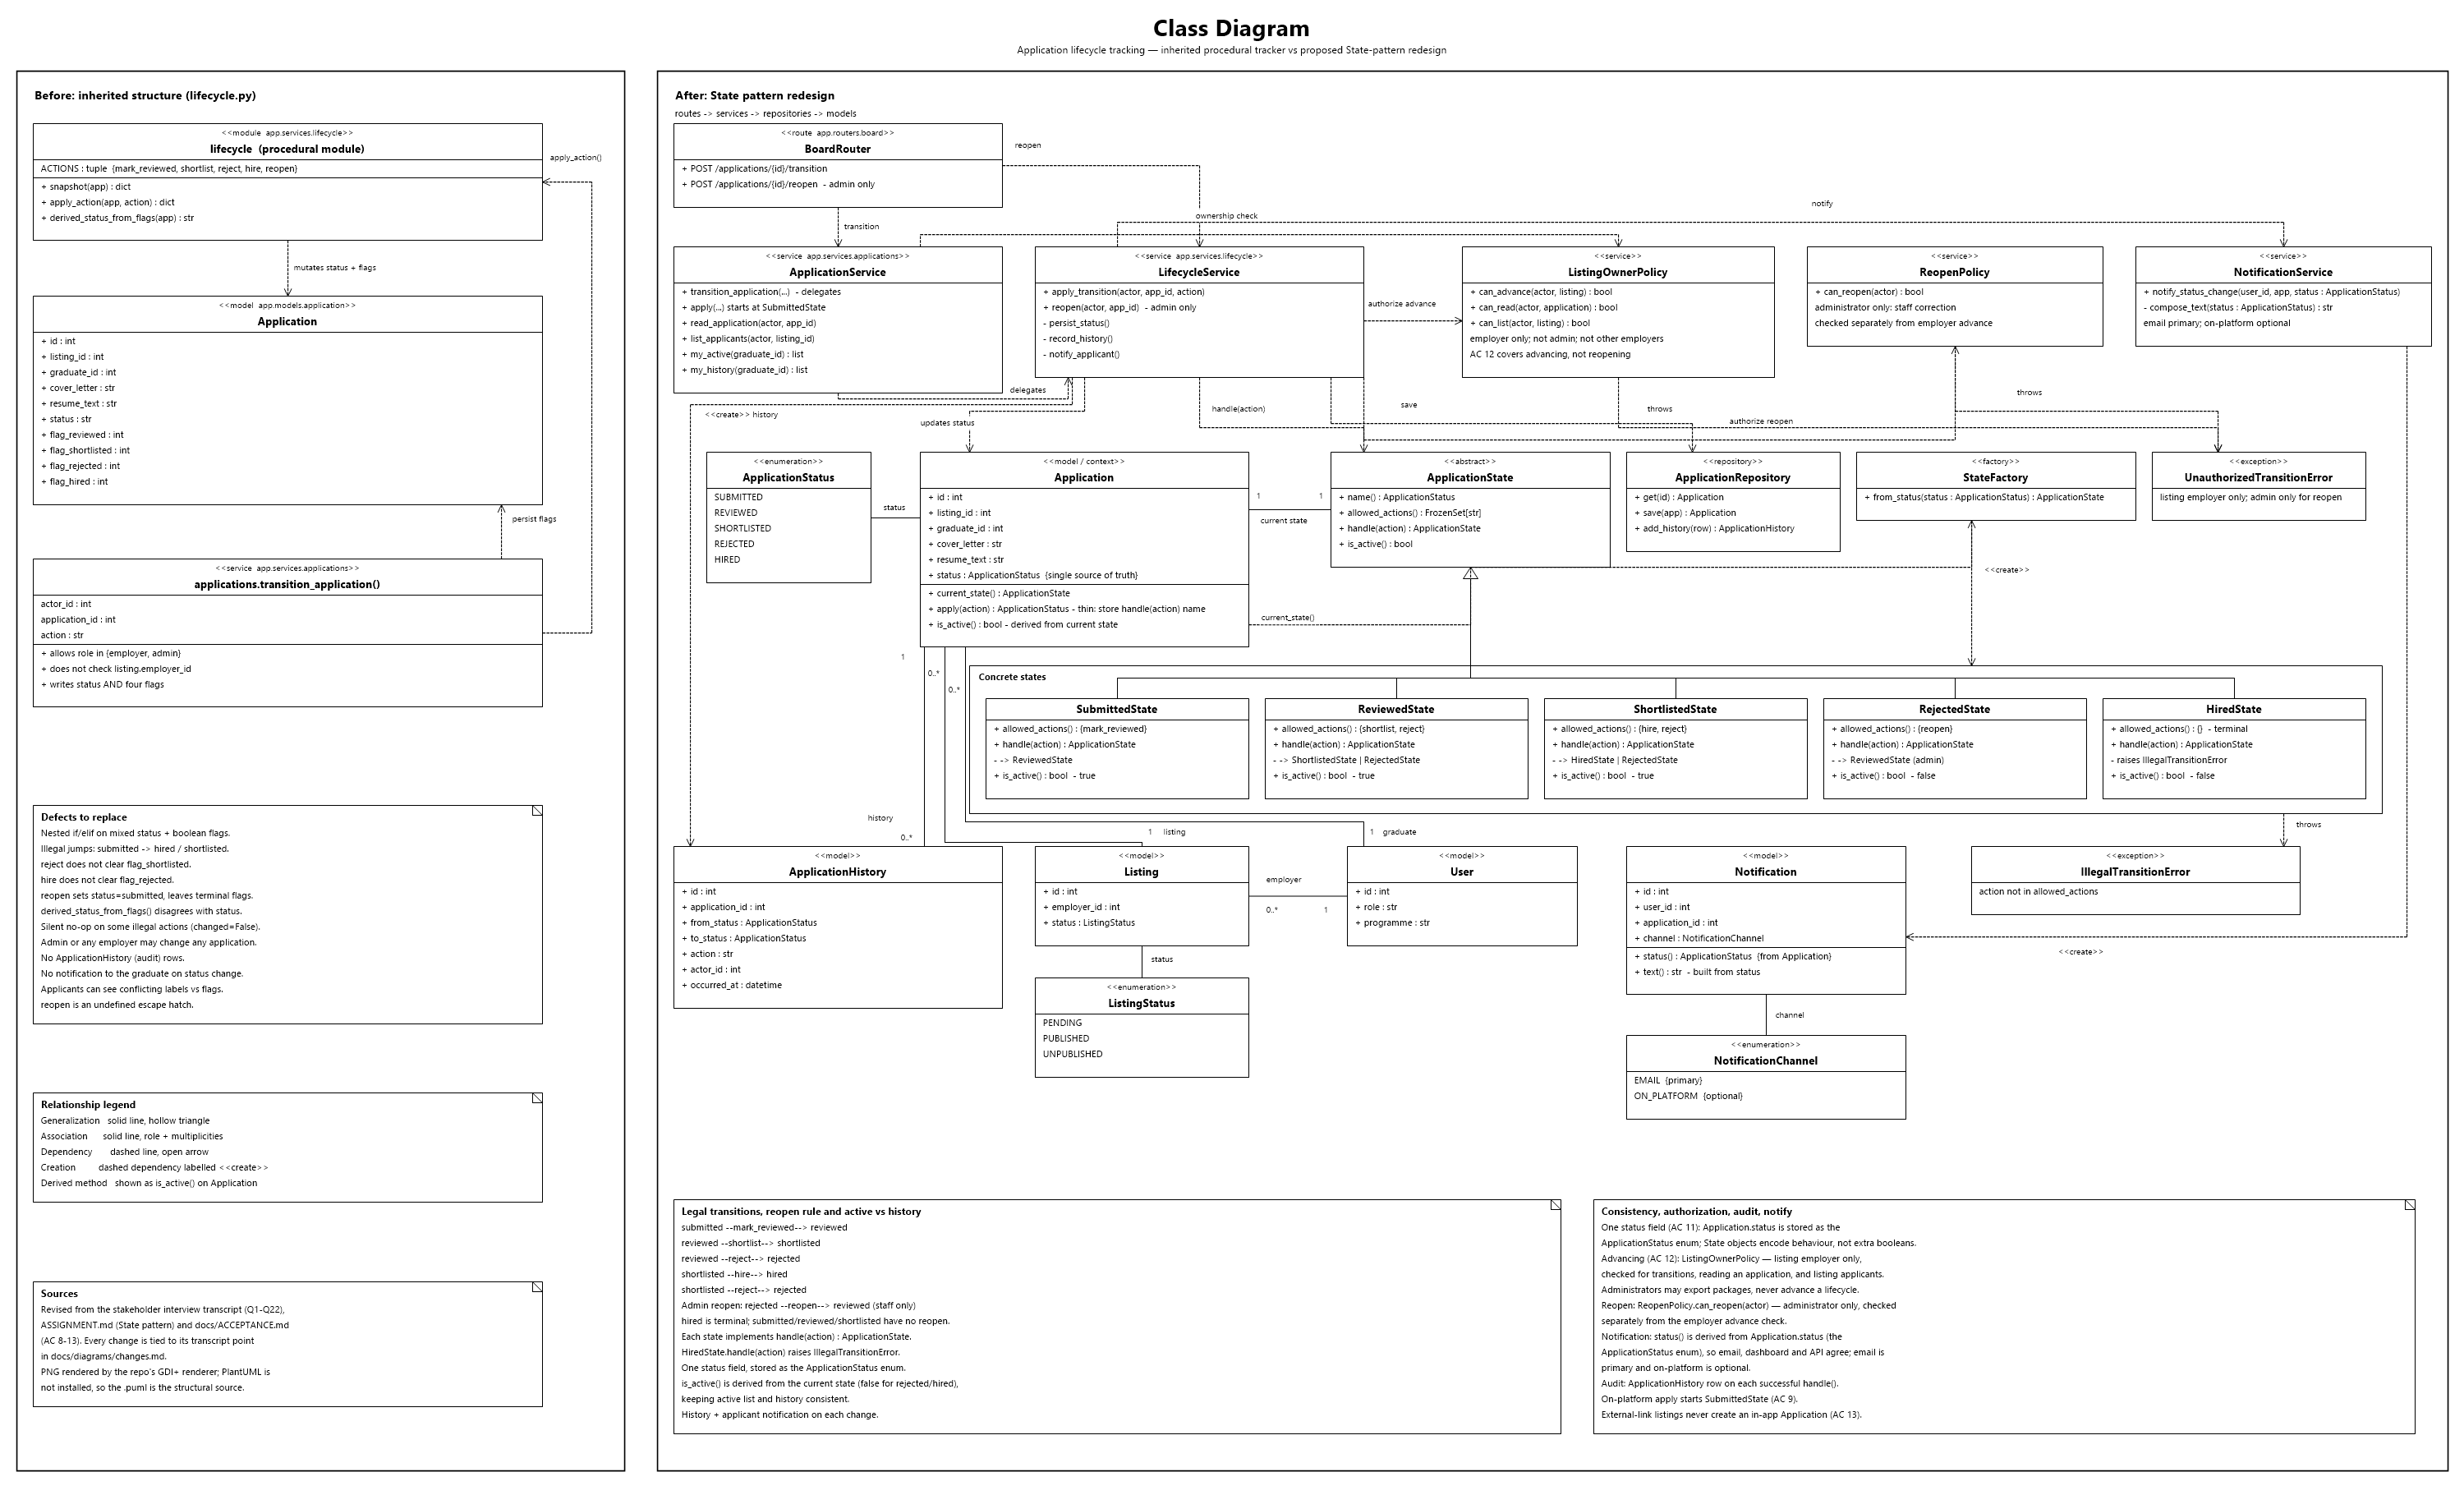 Class Diagram
Application lifecycle tracking — inherited procedural tracker vs proposed State-pattern redesign
Before: inherited structure (lifecycle.py)
<<module  app.services.lifecycle>>
lifecycle  (procedural module)
ACTIONS : tuple  {mark_reviewed, shortlist, reject, hire, reopen}
+ snapshot(app) : dict
+ apply_action(app, action) : dict
+ derived_status_from_flags(app) : str
apply_action()
mutates status + flags
<<model  app.models.application>>
Application
+ id : int
+ listing_id : int
+ graduate_id : int
+ cover_letter : str
+ resume_text : str
+ status : str
+ flag_reviewed : int
+ flag_shortlisted : int
+ flag_rejected : int
+ flag_hired : int
persist flags
<<service  app.services.applications>>
applications.transition_application()
actor_id : int
application_id : int
action : str
+ allows role in {employer, admin}
+ does not check listing.employer_id
+ writes status AND four flags
Defects to replace
Nested if/elif on mixed status + boolean flags.
Illegal jumps: submitted -> hired / shortlisted.
reject does not clear flag_shortlisted.
hire does not clear flag_rejected.
reopen sets status=submitted, leaves terminal flags.
derived_status_from_flags() disagrees with status.
Silent no-op on some illegal actions (changed=False).
Admin or any employer may change any application.
No ApplicationHistory (audit) rows.
No notification to the graduate on status change.
Applicants can see conflicting labels vs flags.
reopen is an undefined escape hatch.
Relationship legend
Generalization   solid line, hollow triangle
Association      solid line, role + multiplicities
Dependency       dashed line, open arrow
Creation         dashed dependency labelled <<create>>
Derived method   shown as is_active() on Application
Sources
Revised from the stakeholder interview transcript (Q1-Q22),
ASSIGNMENT.md (State pattern) and docs/ACCEPTANCE.md
(AC 8-13). Every change is tied to its transcript point
in docs/diagrams/changes.md.
PNG rendered by the repo's GDI+ renderer; PlantUML is
not installed, so the .puml is the structural source.
After: State pattern redesign
routes -> services -> repositories -> models
<<route  app.routers.board>>
BoardRouter
+ POST /applications/{id}/transition
+ POST /applications/{id}/reopen  - admin only
reopen
transition
ownership check
notify
<<service  app.services.applications>>
ApplicationService
+ transition_application(...)  - delegates
+ apply(...) starts at SubmittedState
+ read_application(actor, app_id)
+ list_applicants(actor, listing_id)
+ my_active(graduate_id) : list
+ my_history(graduate_id) : list
<<service  app.services.lifecycle>>
LifecycleService
+ apply_transition(actor, app_id, action)
+ reopen(actor, app_id)  - admin only
- persist_status()
- record_history()
- notify_applicant()
authorize advance
<<service>>
ListingOwnerPolicy
+ can_advance(actor, listing) : bool
+ can_read(actor, application) : bool
+ can_list(actor, listing) : bool
employer only; not admin; not other employers
AC 12 covers advancing, not reopening
<<service>>
ReopenPolicy
+ can_reopen(actor) : bool
administrator only: staff correction
checked separately from employer advance
<<service>>
NotificationService
+ notify_status_change(user_id, app, status : ApplicationStatus)
- compose_text(status : ApplicationStatus) : str
email primary; on-platform optional
delegates
<<create>> history
updates status
handle(action)
save
throws
authorize reopen
throws
<<enumeration>>
ApplicationStatus
SUBMITTED
REVIEWED
SHORTLISTED
REJECTED
HIRED
status
<<model / context>>
Application
+ id : int
+ listing_id : int
+ graduate_id : int
+ cover_letter : str
+ resume_text : str
+ status : ApplicationStatus  {single source of truth}
+ current_state() : ApplicationState
+ apply(action) : ApplicationStatus - thin: store handle(action) name
+ is_active() : bool - derived from current state
1
1
current state
current_state()
<<abstract>>
ApplicationState
+ name() : ApplicationStatus
+ allowed_actions() : FrozenSet[str]
+ handle(action) : ApplicationState
+ is_active() : bool
<<repository>>
ApplicationRepository
+ get(id) : Application
+ save(app) : Application
+ add_history(row) : ApplicationHistory
<<factory>>
StateFactory
+ from_status(status : ApplicationStatus) : ApplicationState
<<exception>>
UnauthorizedTransitionError
listing employer only; admin only for reopen
<<create>>
1
0..*
0..*
Concrete states
SubmittedState
+ allowed_actions() : {mark_reviewed}
+ handle(action) : ApplicationState
- -> ReviewedState
+ is_active() : bool  - true
ReviewedState
+ allowed_actions() : {shortlist, reject}
+ handle(action) : ApplicationState
- -> ShortlistedState | RejectedState
+ is_active() : bool  - true
ShortlistedState
+ allowed_actions() : {hire, reject}
+ handle(action) : ApplicationState
- -> HiredState | RejectedState
+ is_active() : bool  - true
RejectedState
+ allowed_actions() : {reopen}
+ handle(action) : ApplicationState
- -> ReviewedState (admin)
+ is_active() : bool  - false
HiredState
+ allowed_actions() : {}  - terminal
+ handle(action) : ApplicationState
- raises IllegalTransitionError
+ is_active() : bool  - false
history
0..*
1
listing
1
graduate
throws
<<model>>
ApplicationHistory
+ id : int
+ application_id : int
+ from_status : ApplicationStatus
+ to_status : ApplicationStatus
+ action : str
+ actor_id : int
+ occurred_at : datetime
<<model>>
Listing
+ id : int
+ employer_id : int
+ status : ListingStatus
employer
0..*
1
<<model>>
User
+ id : int
+ role : str
+ programme : str
<<model>>
Notification
+ id : int
+ user_id : int
+ application_id : int
+ channel : NotificationChannel
+ status() : ApplicationStatus  {from Application}
+ text() : str  - built from status
<<exception>>
IllegalTransitionError
action not in allowed_actions
<<create>>
status
<<enumeration>>
ListingStatus
PENDING
PUBLISHED
UNPUBLISHED
channel
<<enumeration>>
NotificationChannel
EMAIL  {primary}
ON_PLATFORM  {optional}
Legal transitions, reopen rule and active vs history
submitted --mark_reviewed--> reviewed
reviewed --shortlist--> shortlisted
reviewed --reject--> rejected
shortlisted --hire--> hired
shortlisted --reject--> rejected
Admin reopen: rejected --reopen--> reviewed (staff only)
hired is terminal; submitted/reviewed/shortlisted have no reopen.
Each state implements handle(action) : ApplicationState.
HiredState.handle(action) raises IllegalTransitionError.
One status field, stored as the ApplicationStatus enum.
is_active() is derived from the current state (false for rejected/hired),
keeping active list and history consistent.
History + applicant notification on each change.
Consistency, authorization, audit, notify
One status field (AC 11): Application.status is stored as the
ApplicationStatus enum; State objects encode behaviour, not extra booleans.
Advancing (AC 12): ListingOwnerPolicy — listing employer only,
checked for transitions, reading an application, and listing applicants.
Administrators may export packages, never advance a lifecycle.
Reopen: ReopenPolicy.can_reopen(actor) — administrator only, checked
separately from the employer advance check.
Notification: status() is derived from Application.status (the
ApplicationStatus enum), so email, dashboard and API agree; email is
primary and on-platform is optional.
Audit: ApplicationHistory row on each successful handle().
On-platform apply starts SubmittedState (AC 9).
External-link listings never create an in-app Application (AC 13).